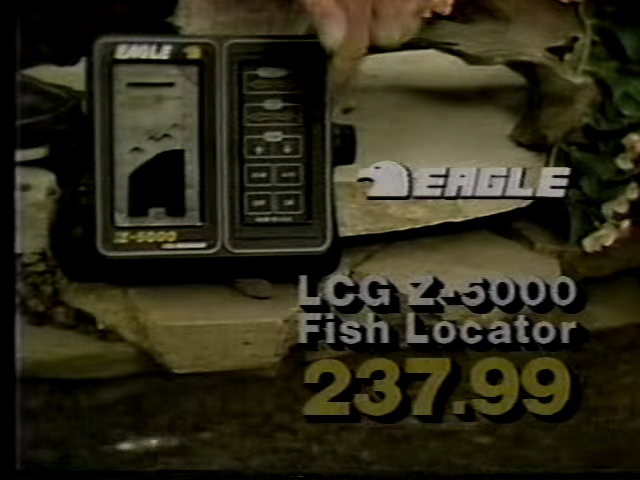 EAGLE
Z-5000
EAGLE
LCG Z-5000
Fish Locator
237.99